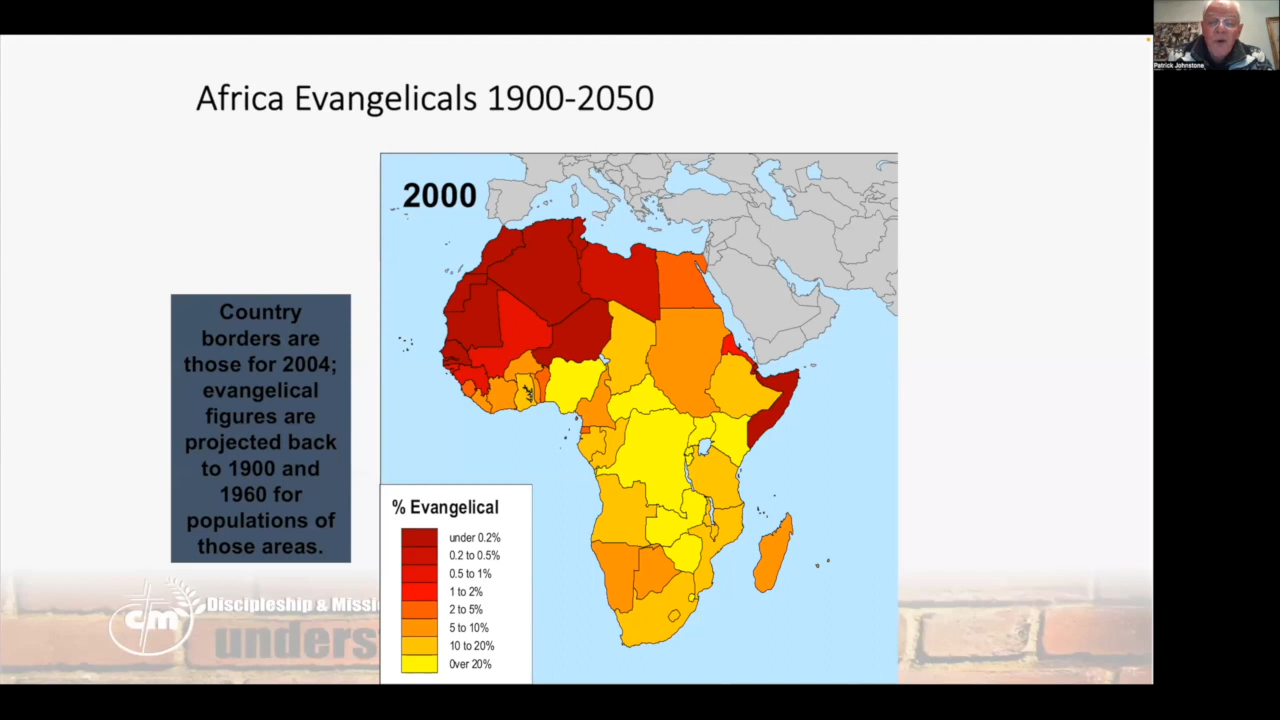 Patrick Johnstone
Africa Evangelicals 1900-2050
2000
Country
borders are
those for 2004;
evangelical
figures are
projected back
to 1900 and
1960 for
populations of
those areas.
% Evangelical
under 0.2%
0.2 to 0.5%
0.5 to 1%
1 to 2%
2 to 5%
5 to 10%
10 to 20%
Over 20%
cm
Discipleship & Missi
unders